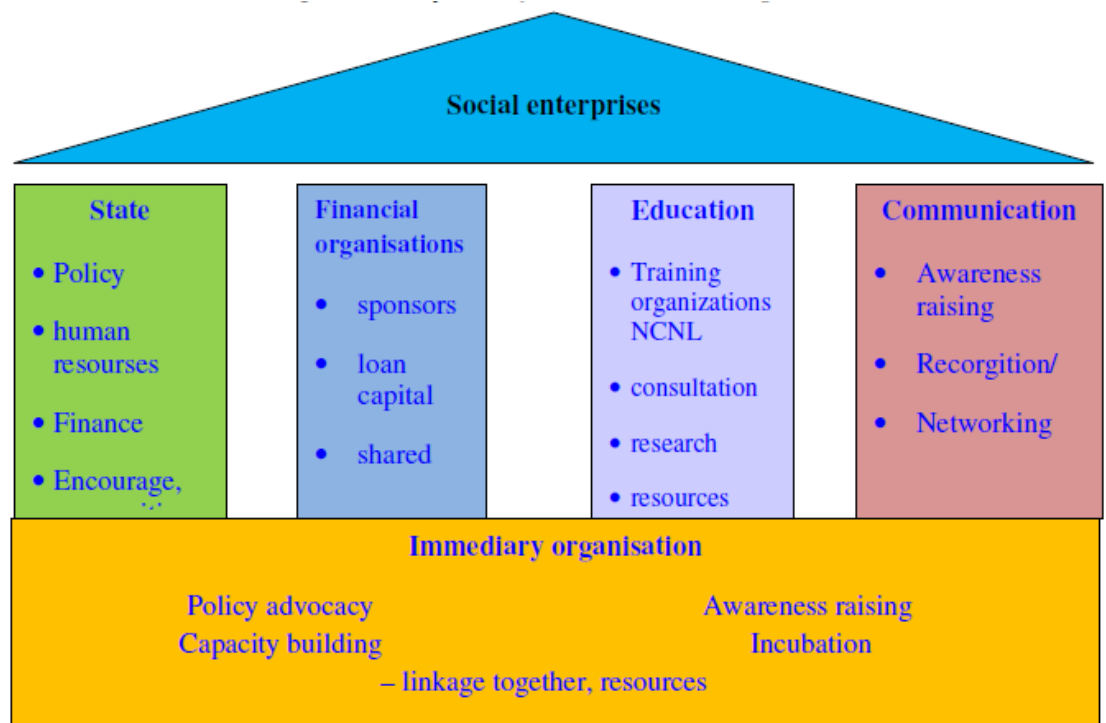 Social enterprises
State
• Policy
• human
resourses
• Finance
• Encourage,
Financial
organisations
• sponsors
• loan
capital
• shared
Education
• Training
organizations
NCNL
• consultation
• research
• resources
Communication
• Awareness
raising
• Recorgition/
• Networking
Immediary organisation
Policy advocacy
Awareness raising
Capacity building
Incubation
– linkage together, resources